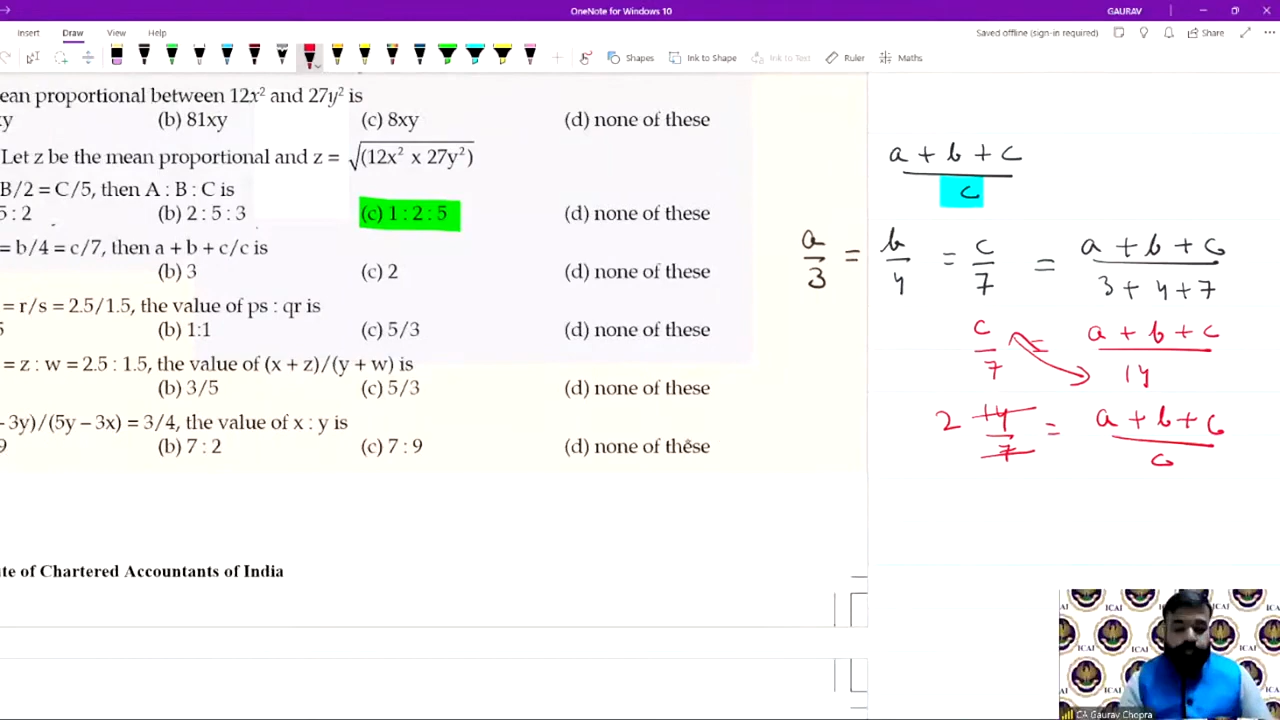 OneNote for Windows 10
GAURAV
Insert
Draw
View
Help
Saved offline (sign-in required)
Share
Shapes
Ink to Shape
Ink to Text
Ruler
Maths
ean proportional between 12x² and 27y² is
xy (b) 81xy (c) 8xy (d) none of these
Let z be the mean proportional and z = √(12x² x 27y²)
B/2 = C/5, then A : B : C is
5 : 2 (b) 2 : 5 : 3 (c) 1 : 2 : 5 (d) none of these
= b/4 = c/7, then a + b + c/c is
(b) 3 (c) 2 (d) none of these
= r/s = 2.5/1.5, the value of ps : qr is
5 (b) 1:1 (c) 5/3 (d) none of these
= z : w = 2.5 : 1.5, the value of (x + z)/(y + w) is
(b) 3/5 (c) 5/3 (d) none of these
– 3y)/(5y – 3x) = 3/4, the value of x : y is
9 (b) 7 : 2 (c) 7 : 9 (d) none of these
te of Chartered Accountants of India
a + b + c
c
a/3 = b/4 = c/7 = a + b + c / 3 + 4 + 7
c/7 = a + b + c / 14
2 14/7 = a + b + c / c
ICAI
CA Gaurav Chopra